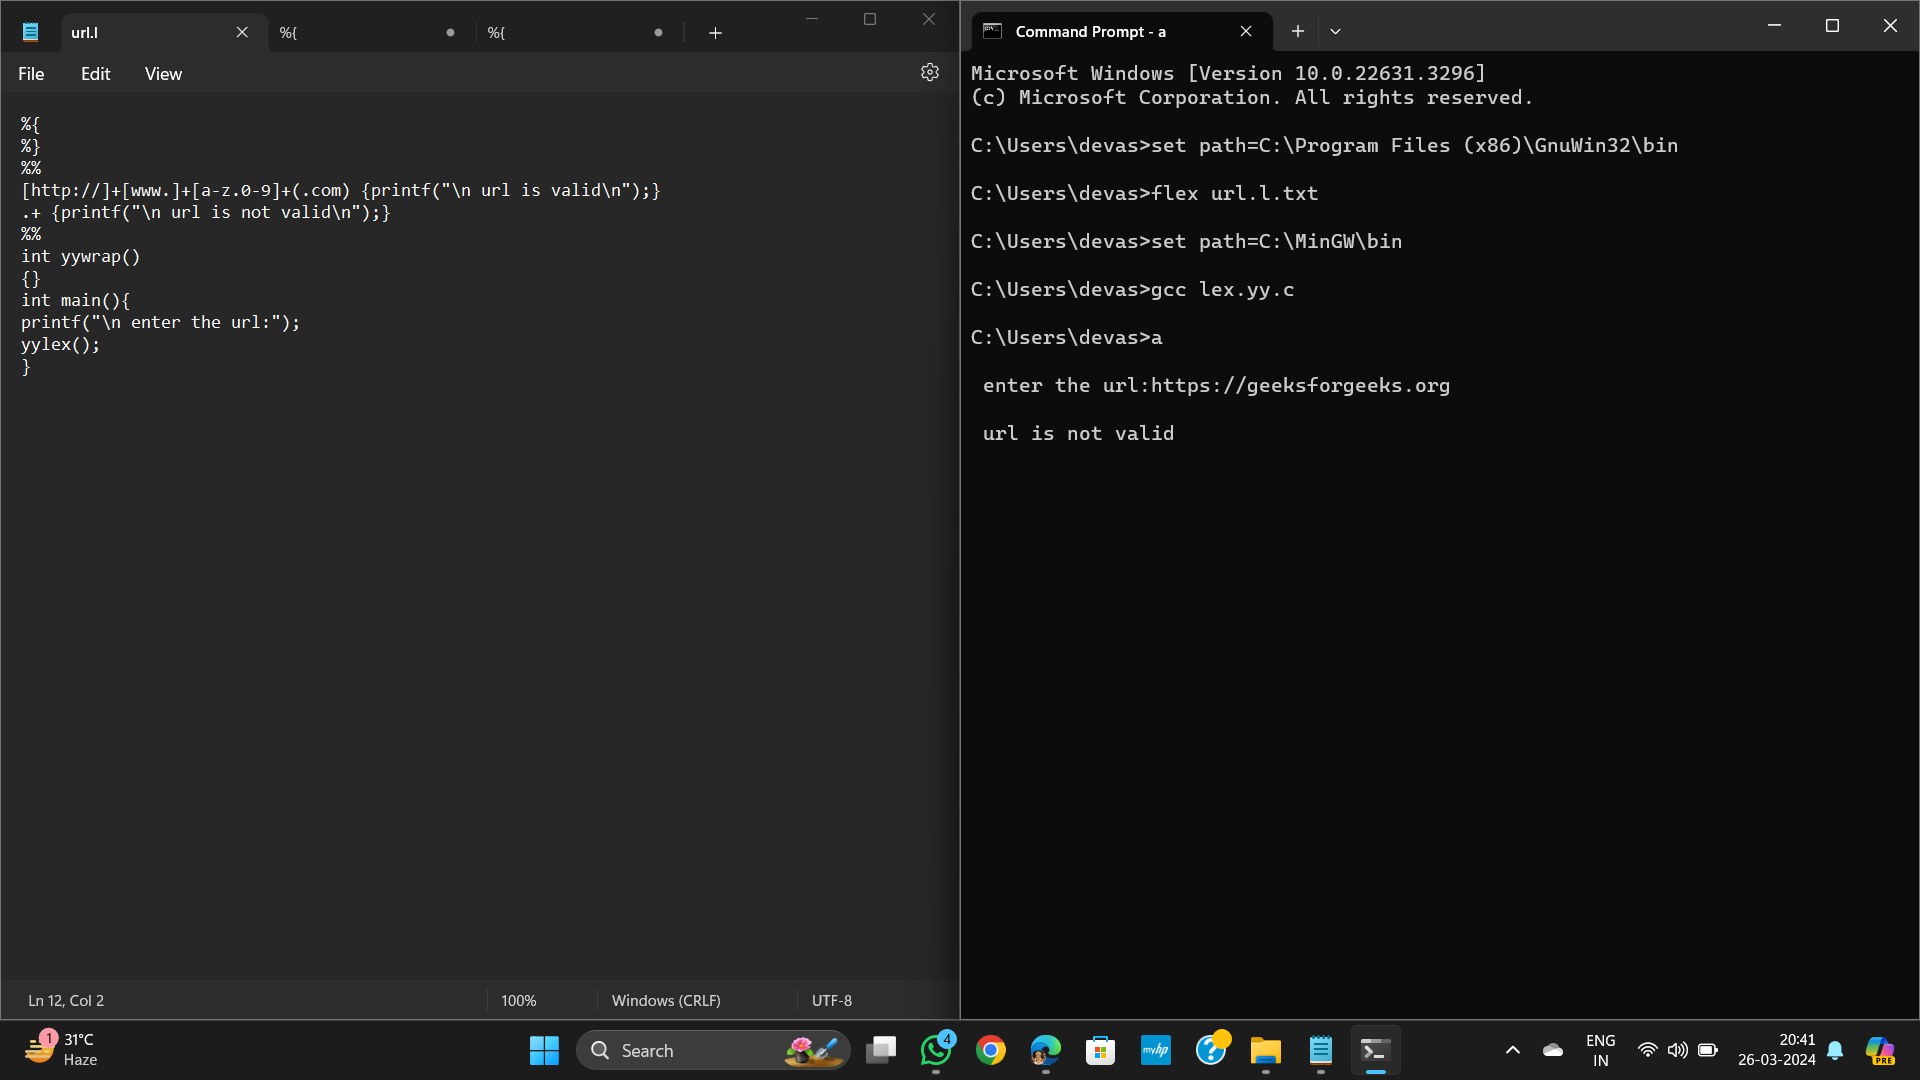 url.l
%{
%{
File Edit View
%{
%}
%%
[http://]+[www.]+[a-z.0-9]+(.com) {printf("\n url is valid\n");}
.+ {printf("\n url is not valid\n");}
%%
int yywrap()
{}
int main(){
printf("\n enter the url:");
yylex();
}
Ln 12, Col 2
100%
Windows (CRLF)
UTF-8
Command Prompt - a
Microsoft Windows [Version 10.0.22631.3296]
(c) Microsoft Corporation. All rights reserved.
C:\Users\devas>set path=C:\Program Files (x86)\GnuWin32\bin
C:\Users\devas>flex url.l.txt
C:\Users\devas>set path=C:\MinGW\bin
C:\Users\devas>gcc lex.yy.c
C:\Users\devas>a
enter the url:https://geeksforgeeks.org
url is not valid
1
31°C
Haze
Search
4
myhp
ENG
IN
20:41
26-03-2024
PRE